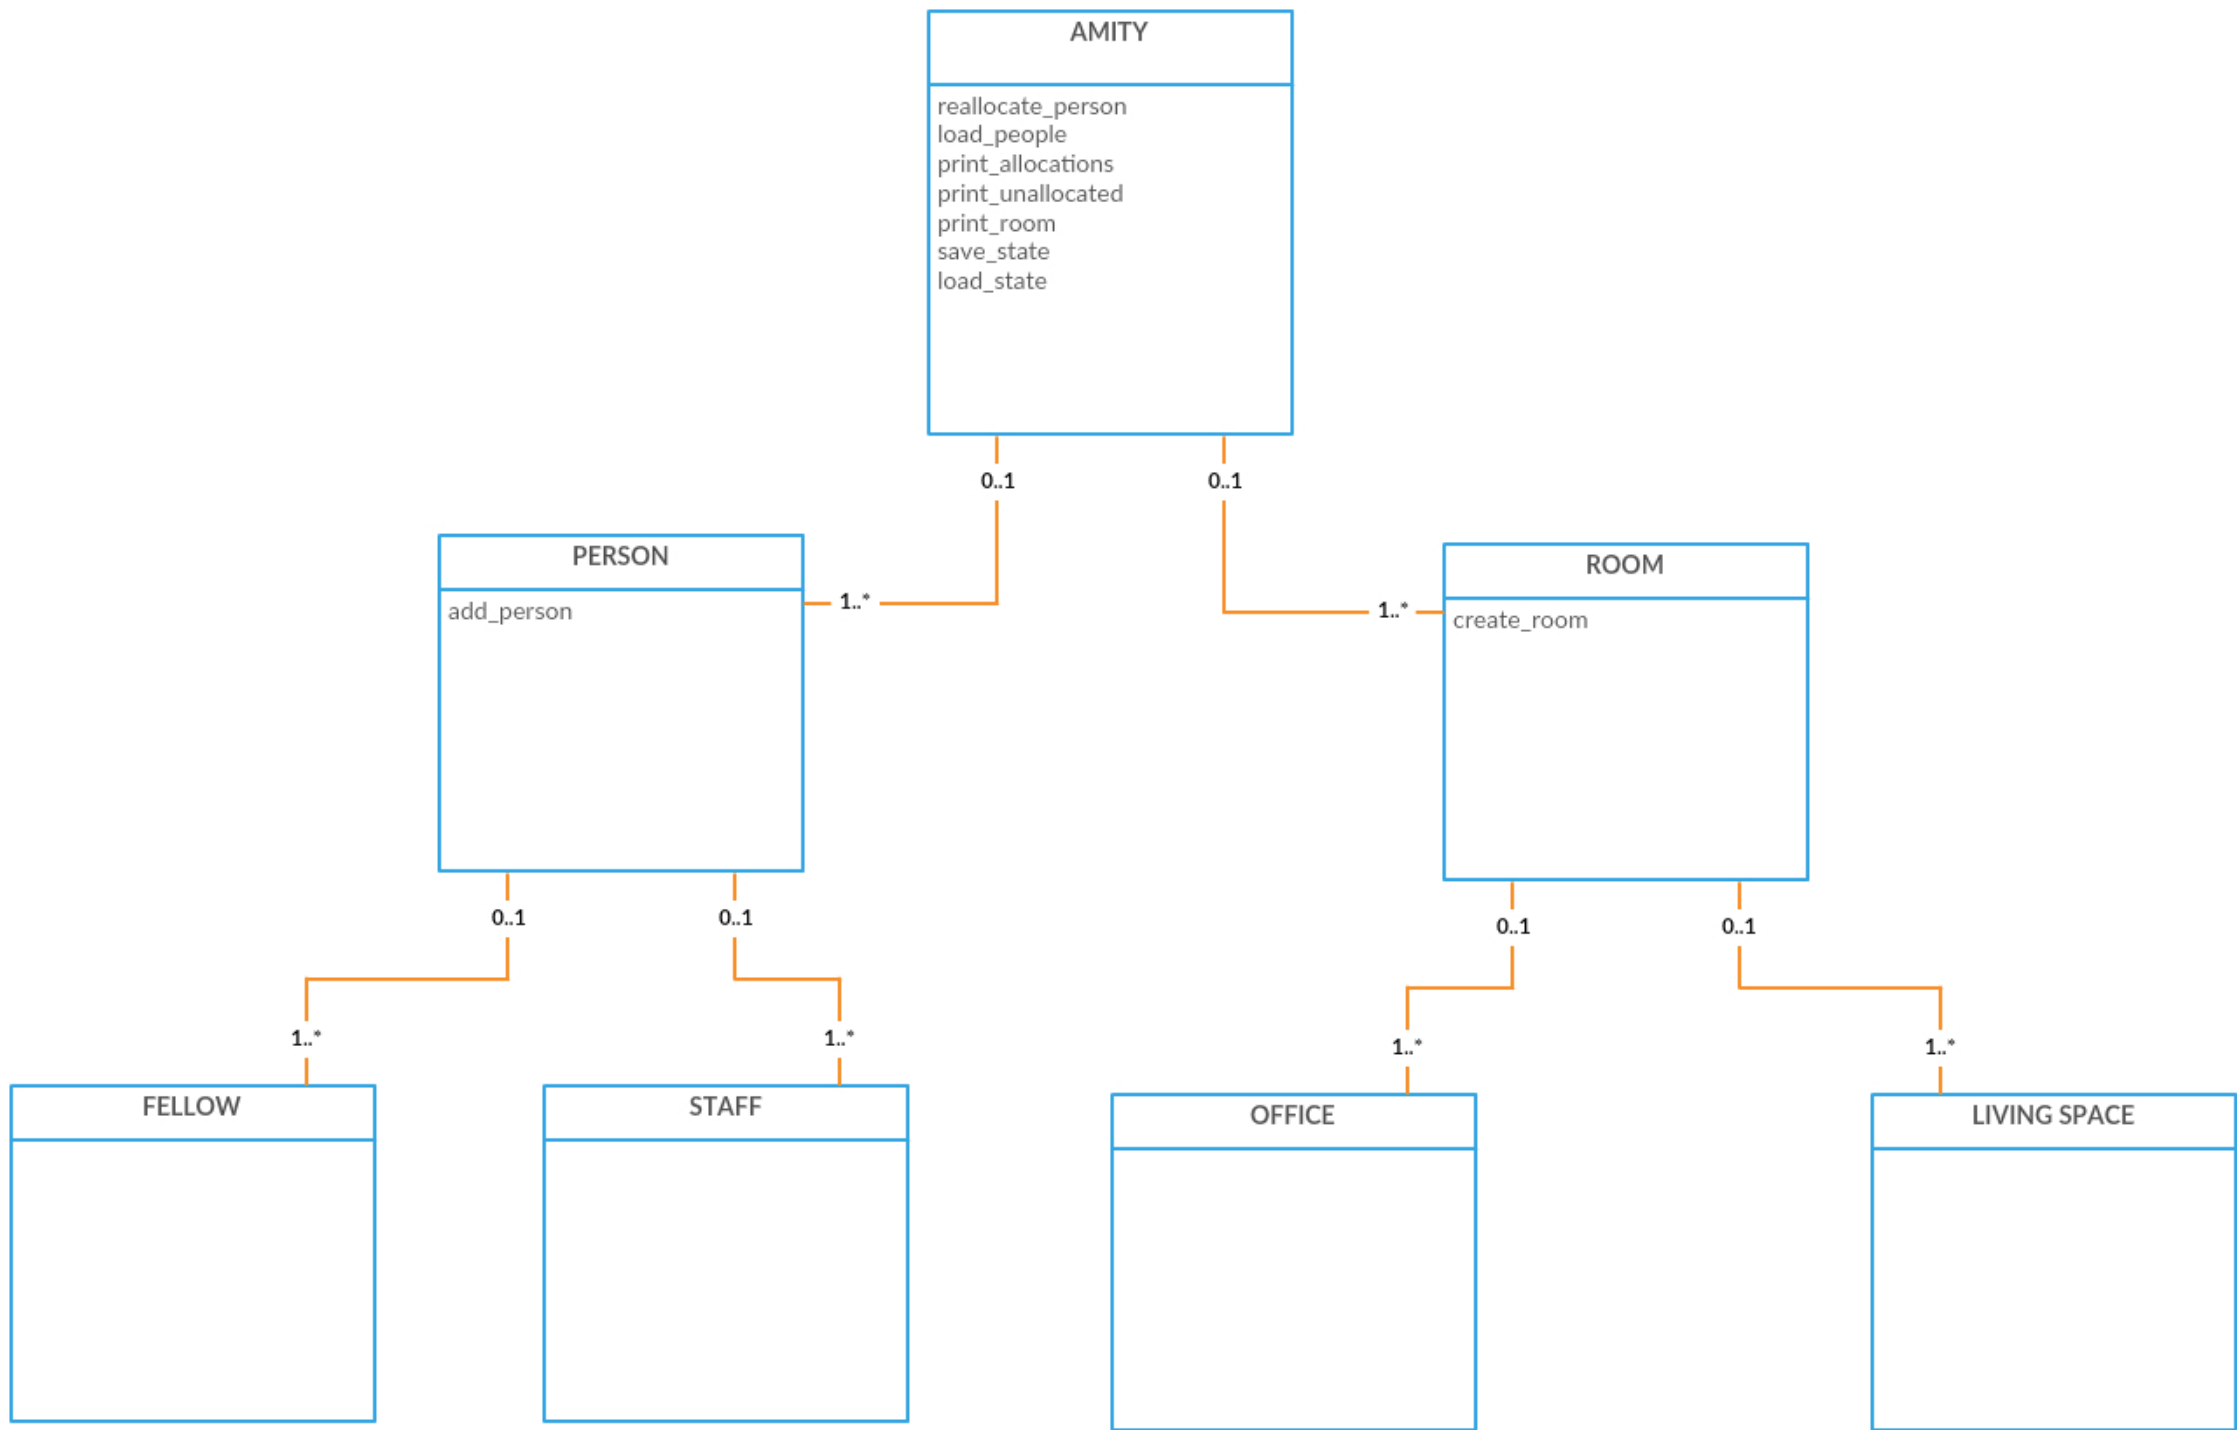 AMITY
reallocate_person
load_people
print_allocations
print_unallocated
print_room
save_state
load_state
0..1
0..1
PERSON
add_person
1..*
1..*
ROOM
create_room
0..1
0..1
0..1
0..1
1..*
1..*
1..*
1..*
FELLOW
STAFF
OFFICE
LIVING SPACE